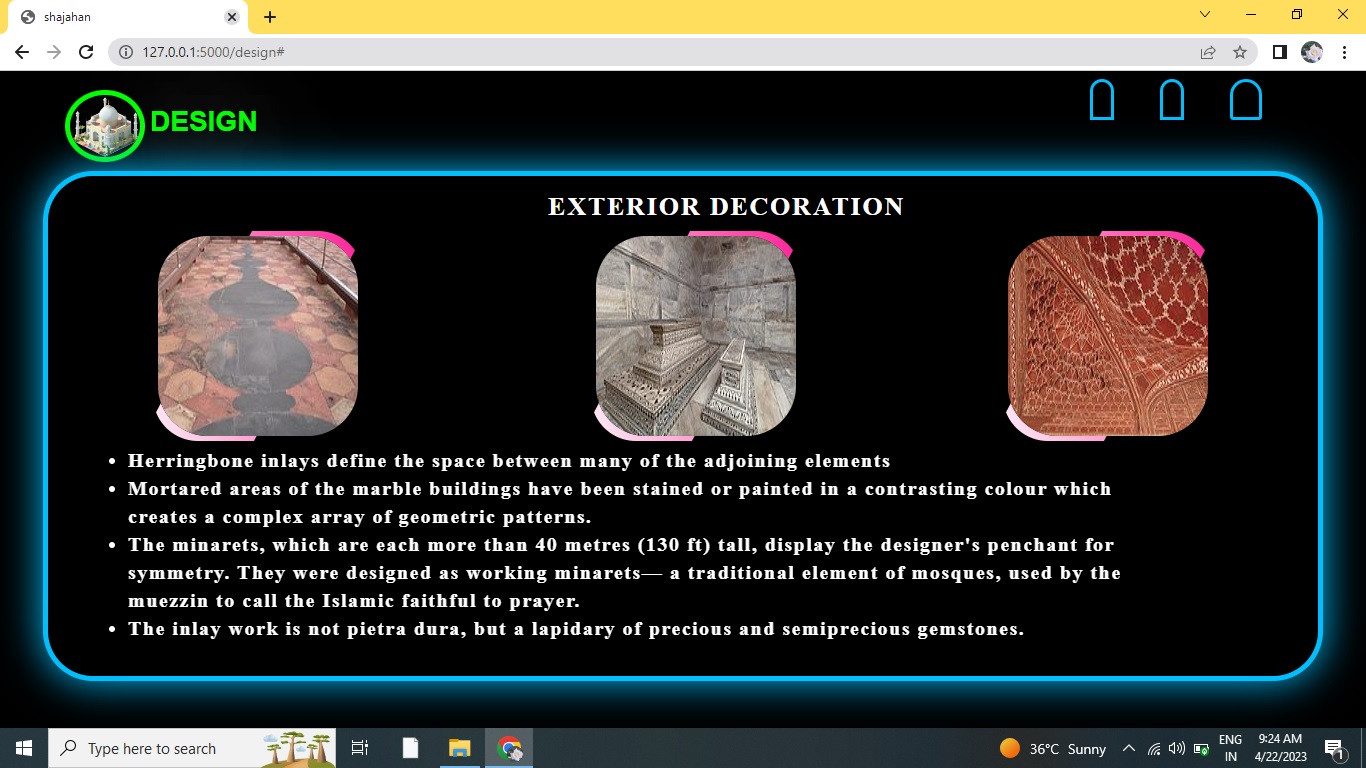 shajahan
127.0.0.1:5000/design#
DESIGN
EXTERIOR DECORATION
• Herringbone inlays define the space between many of the adjoining elements
• Mortared areas of the marble buildings have been stained or painted in a contrasting colour which
creates a complex array of geometric patterns.
• The minarets, which are each more than 40 metres (130 ft) tall, display the designer's penchant for
symmetry. They were designed as working minarets— a traditional element of mosques, used by the
muezzin to call the Islamic faithful to prayer.
• The inlay work is not pietra dura, but a lapidary of precious and semiprecious gemstones.
Type here to search
36°C Sunny
ENG
IN
9:24 AM
4/22/2023
1